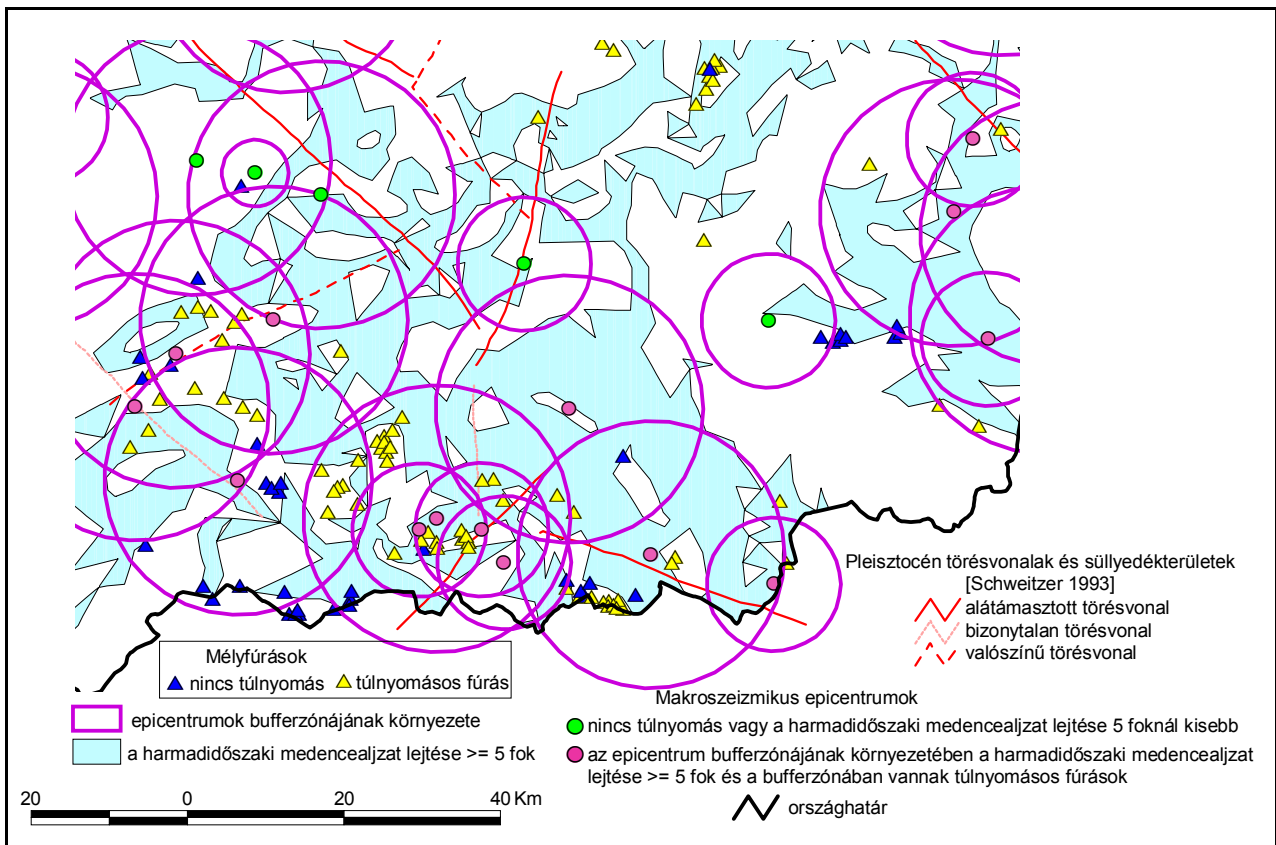 Pleisztocén törésvonalak és süllyedékterületek
[Schweitzer 1993]
alátámasztott törésvonal
bizonytalan törésvonal
valószínű törésvonal
Mélyfúrások
nincs túlnyomás
túlnyomásos fúrás
epicentrumok bufferzónájának környezete
a harmadidőszaki medencealjzat lejtése >= 5 fok
Makroszeizmikus epicentrumok
nincs túlnyomás vagy a harmadidőszaki medencealjzat lejtése 5 foknál kisebb
az epicentrum bufferzónájának környezetében a harmadidőszaki medencealjzat
lejtése >= 5 fok és a bufferzónában vannak túlnyomásos fúrások
országhatár
20 0 20 40 Km